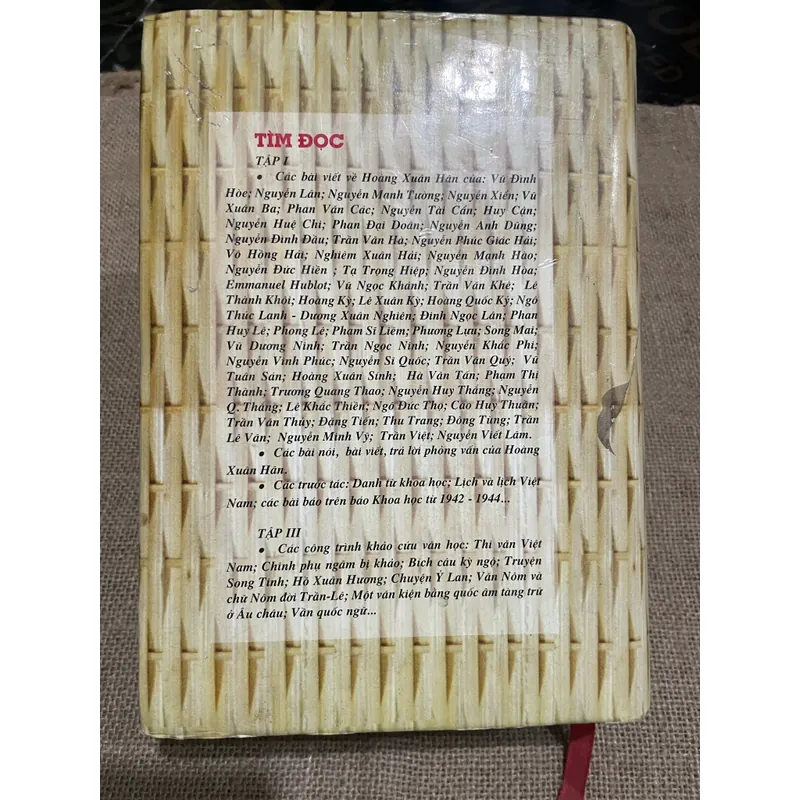 TÌM ĐỌC
TẬP I
• Các bài viết về Hoàng Xuân Hãn của: Vũ Đình
Hòe; Nguyễn Lân; Nguyễn Mạnh Tường; Nguyễn Xiển; Vũ
Xuân Ba; Phan Văn Các; Nguyễn Tài Cẩn; Huy Cận;
Nguyễn Huệ Chi; Phan Đại Doãn; Nguyễn Anh Dũng;
Nguyễn Đình Đầu; Trần Văn Hà; Nguyễn Phúc Giác Hải;
Võ Hồng Hải; Nghiêm Xuân Hải; Nguyễn Mạnh Hào;
Nguyễn Đức Hiền ; Tạ Trọng Hiệp; Nguyễn Đình Hòa;
Emmanuel Hublot; Vũ Ngọc Khánh; Trần Văn Khê; Lê
Thành Khôi; Hoàng Kỳ; Lê Xuân Kỳ; Hoàng Quốc Kỳ; Ngô
Thúc Lanh - Dương Xuân Nghiên; Đinh Ngọc Lân; Phan
Huy Lê; Phong Lê; Phạm Sĩ Liêm; Phương Lựu; Song Mai;
Vũ Dương Ninh; Trần Ngọc Ninh; Nguyễn Khắc Phi;
Nguyễn Vinh Phúc; Nguyễn Sĩ Quốc; Trần Văn Quý; Vũ
Tuấn Sán; Hoàng Xuân Sính; Hà Văn Tấn; Phạm Thị
Thành; Trương Quang Thao; Nguyễn Huy Thắng; Nguyễn
Q. Thắng; Lê Khắc Thiền; Ngô Đức Thọ; Cao Huy Thuần;
Trần Văn Thủy; Đặng Tiến; Thu Trang; Đông Tùng; Trần
Lê Văn; Nguyễn Minh Vỹ; Trần Việt; Nguyễn Viết Lãm.
• Các bài nói, bài viết, trả lời phỏng vấn của Hoàng
Xuân Hãn.
• Các trước tác: Danh từ khoa học; Lịch và lịch Việt
Nam; các bài báo trên báo Khoa học từ 1942 - 1944...
TẬP III
• Các công trình khảo cứu văn học: Thi văn Việt
Nam; Chinh phụ ngâm bị khảo; Bích câu kỳ ngộ; Truyện
Song Tinh; Hồ Xuân Hương; Chuyện Ỷ Lan; Văn Nôm và
chữ Nôm đời Trần-Lê; Một văn kiện bằng quốc âm tàng trữ
ở Âu châu; Văn quốc ngữ...